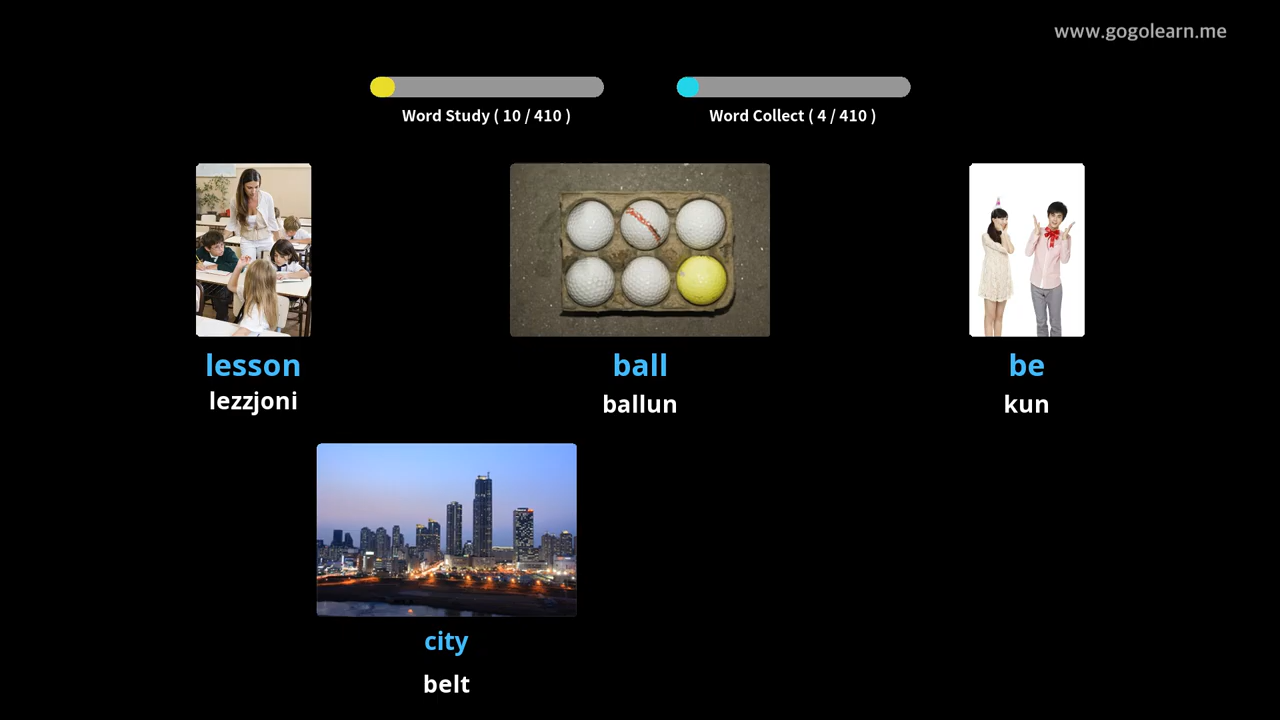 www.gogolearn.me
Word Study ( 10 / 410 )
Word Collect ( 4 / 410 )
lesson
lezzjoni
ball
ballun
be
kun
city
belt